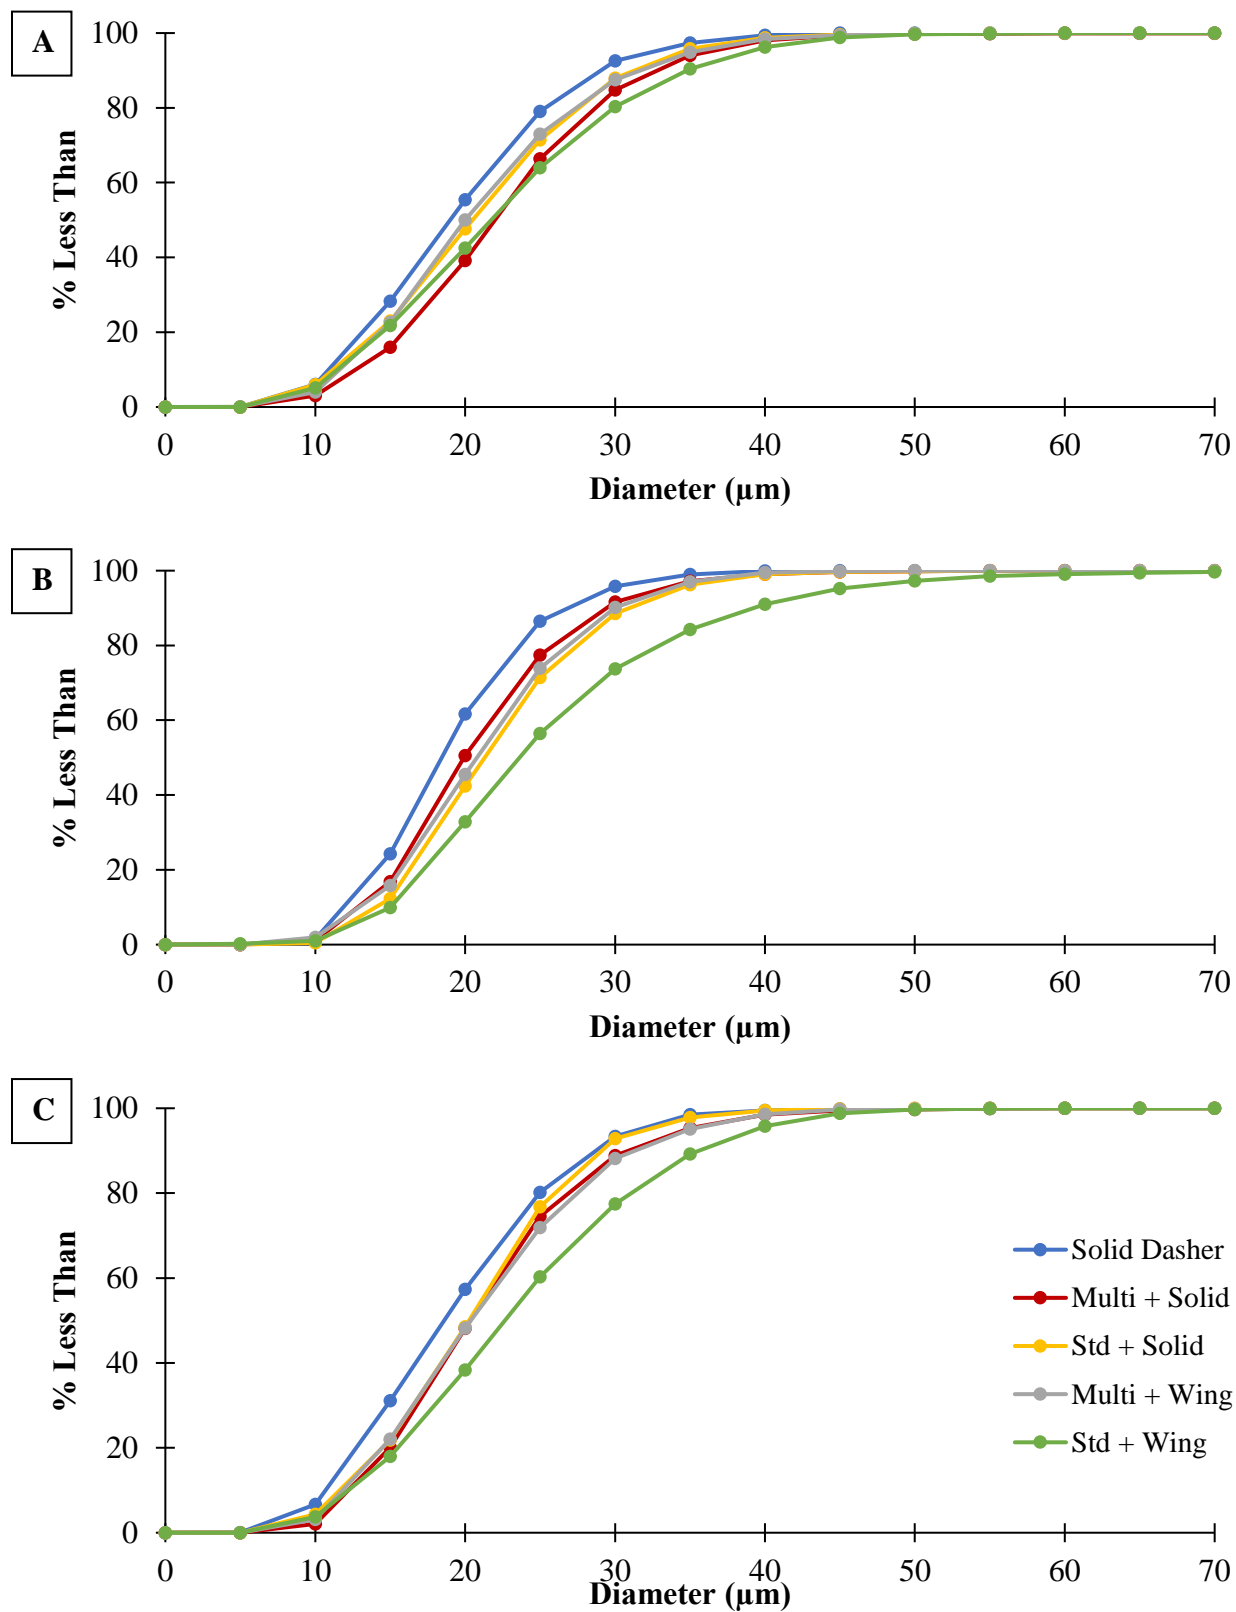 A
% Less Than
100
80
60
40
20
0
0 10 20 30 40 50 60 70
Diameter (µm)
B
% Less Than
100
80
60
40
20
0
0 10 20 30 40 50 60 70
Diameter (µm)
C
% Less Than
100
80
60
40
20
0
Solid Dasher
Multi + Solid
Std + Solid
Multi + Wing
Std + Wing
0 10 20 30 40 50 60 70
Diameter (µm)